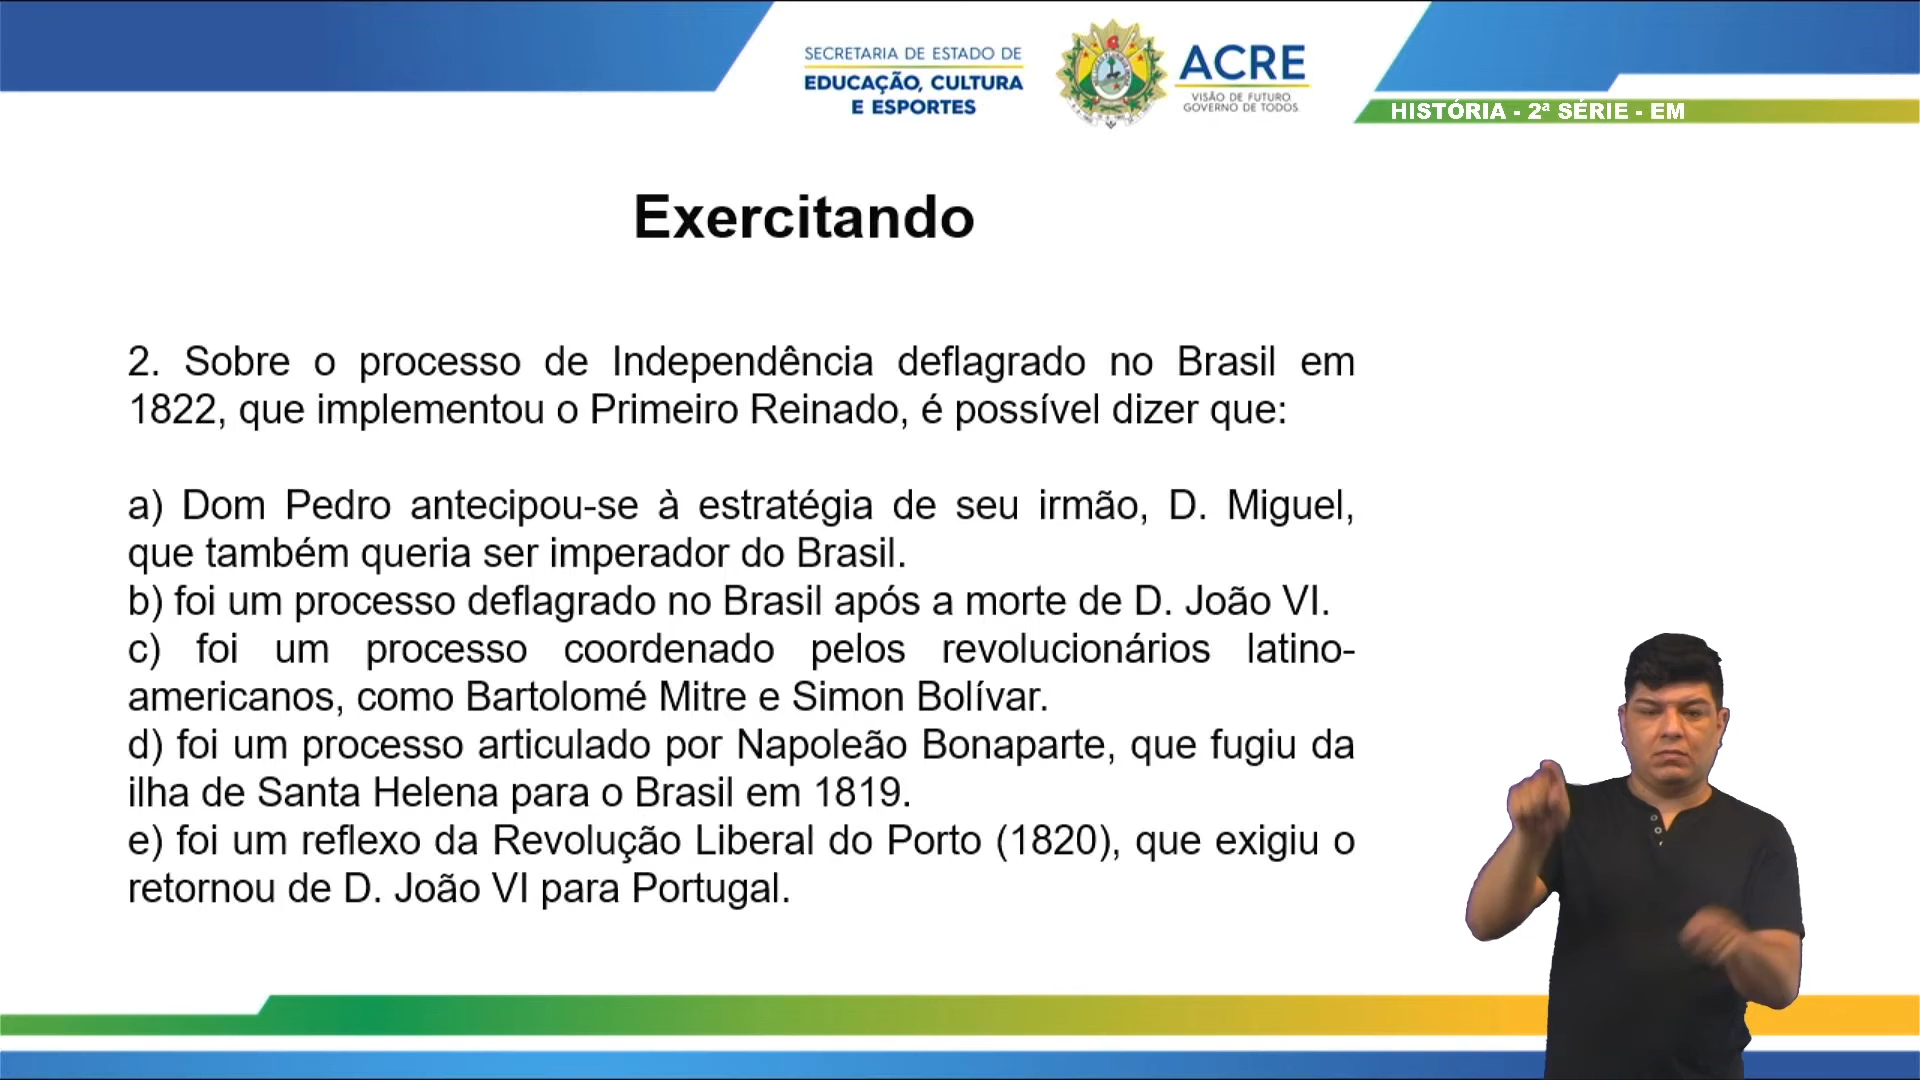 SECRETARIA DE ESTADO DE
EDUCAÇÃO, CULTURA
E ESPORTES
ACRE
VISÃO DE FUTURO
GOVERNO DE TODOS
HISTÓRIA - 2ª SÉRIE - EM
Exercitando
2. Sobre o processo de Independência deflagrado no Brasil em
1822, que implementou o Primeiro Reinado, é possível dizer que:
a) Dom Pedro antecipou-se à estratégia de seu irmão, D. Miguel,
que também queria ser imperador do Brasil.
b) foi um processo deflagrado no Brasil após a morte de D. João VI.
c) foi um processo coordenado pelos revolucionários latino-
americanos, como Bartolomé Mitre e Simon Bolívar.
d) foi um processo articulado por Napoleão Bonaparte, que fugiu da
ilha de Santa Helena para o Brasil em 1819.
e) foi um reflexo da Revolução Liberal do Porto (1820), que exigiu o
retornou de D. João VI para Portugal.